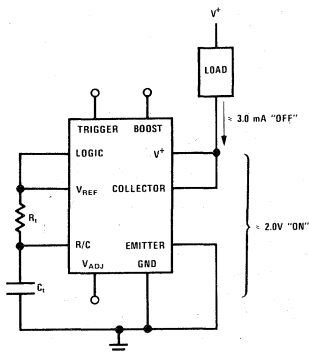 V+
LOAD
≈ 3.0 mA "OFF"
TRIGGER BOOST
LOGIC V+
VREF COLLECTOR
Rt
≈ 2.0V "ON"
R/C EMITTER
VADJ GND
Ct